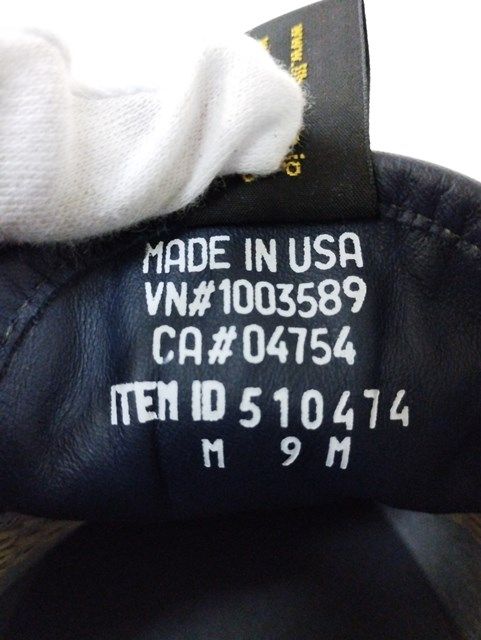 MADE IN USA
VN#1003589
CA#04754
ITEM ID 510474
M 9 M